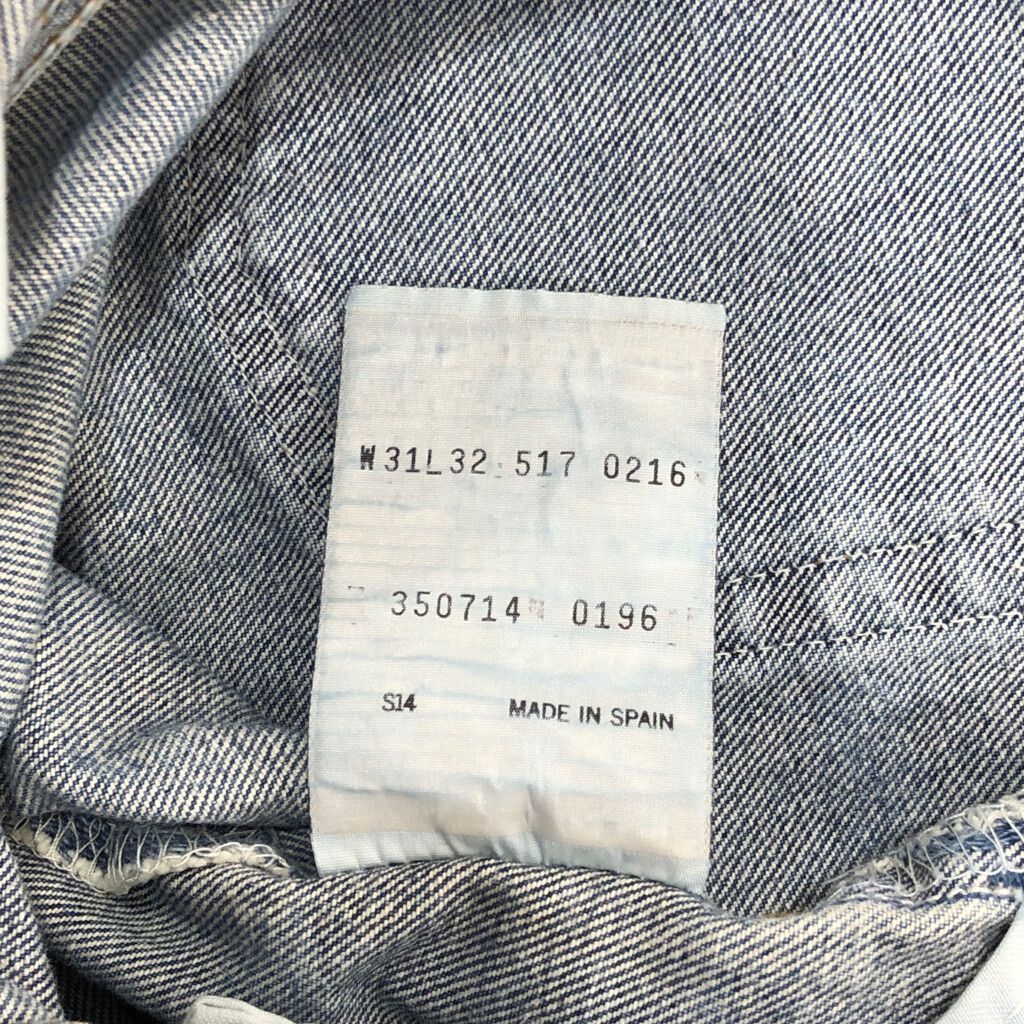 W31L32 517 0216
350714 0196
S14 MADE IN SPAIN